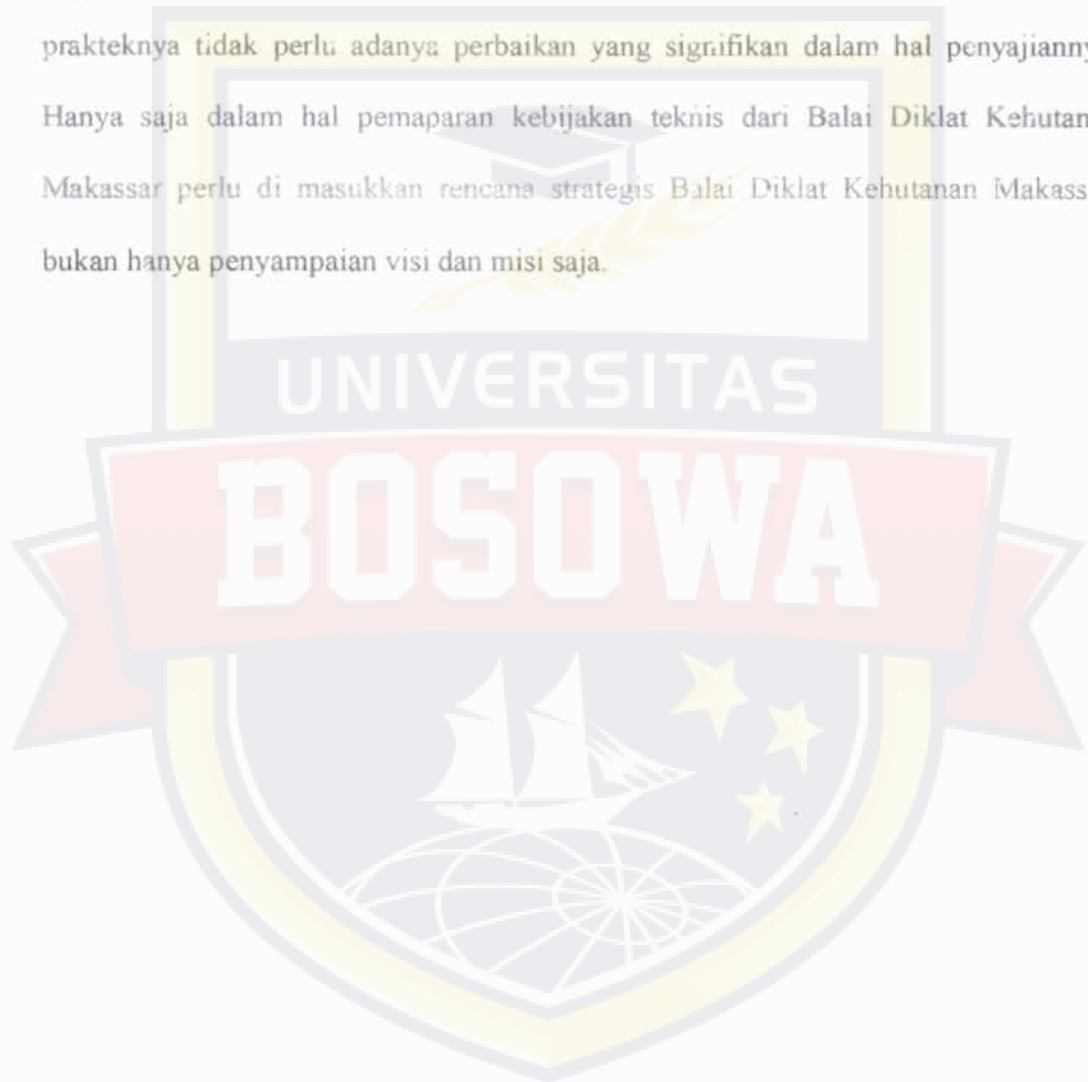 prakteknya tidak perlu adanya perbaikan yang signifikan dalam hal penyajianny
Hanya saja dalam hal pemaparan kebijakan teknis dari Balai Diklat Kehutan
Makassar perlu di masukkan rencana strategis Balai Diklat Kehutanan Makass
bukan hanya penyampaian visi dan misi saja.
UNIVERSITAS
BOSOWA